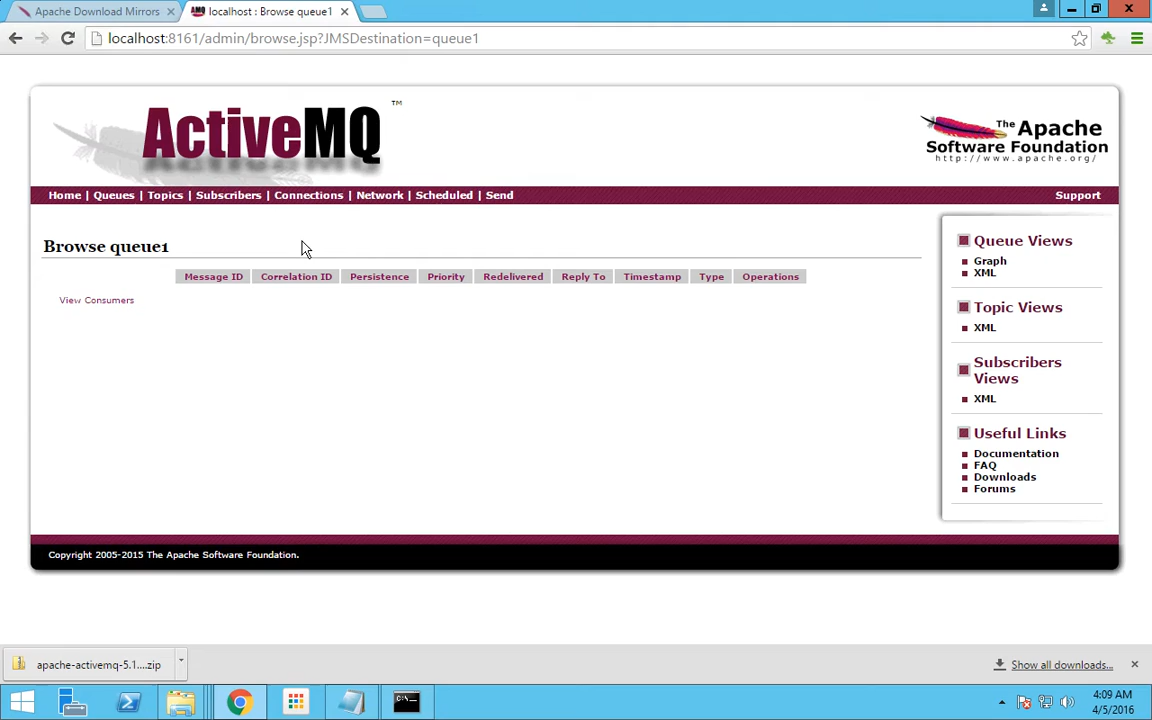 Apache Download Mirrors
localhost : Browse queue1
localhost:8161/admin/browse.jsp?JMSDestination=queue1
ActiveMQ ™
The Apache
Software Foundation
http://www.apache.org/
Home | Queues | Topics | Subscribers | Connections | Network | Scheduled | Send
Support
Browse queue1
Message ID Correlation ID Persistence Priority Redelivered Reply To Timestamp Type Operations
View Consumers
Queue Views
Graph
XML
Topic Views
XML
Subscribers
Views
XML
Useful Links
Documentation
FAQ
Downloads
Forums
Copyright 2005-2015 The Apache Software Foundation.
apache-activemq-5.1....zip
Show all downloads...
4:09 AM
4/5/2016